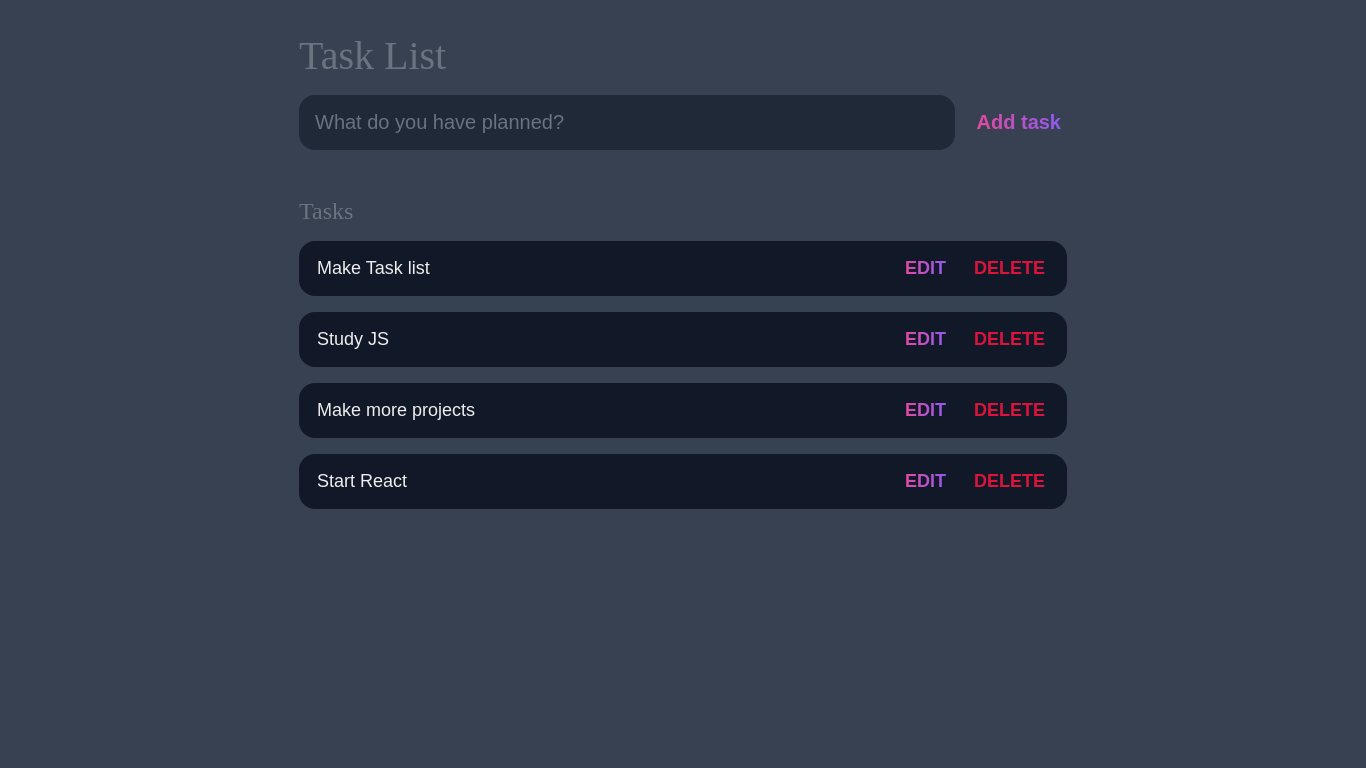 Task List
What do you have planned?
Add task
Tasks
Make Task list EDIT DELETE
Study JS EDIT DELETE
Make more projects EDIT DELETE
Start React EDIT DELETE